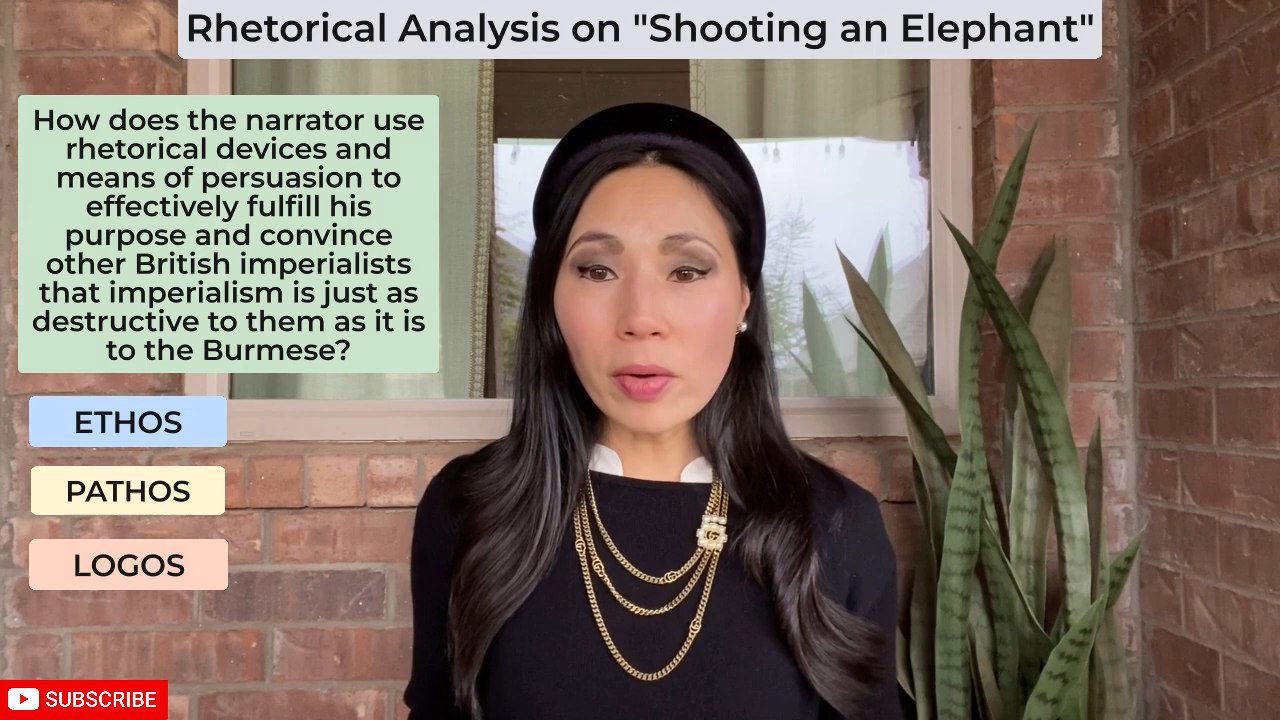 Rhetorical Analysis on "Shooting an Elephant"
How does the narrator use
rhetorical devices and
means of persuasion to
effectively fulfill his
purpose and convince
other British imperialists
that imperialism is just as
destructive to them as it is
to the Burmese?
ETHOS
PATHOS
LOGOS
SUBSCRIBE